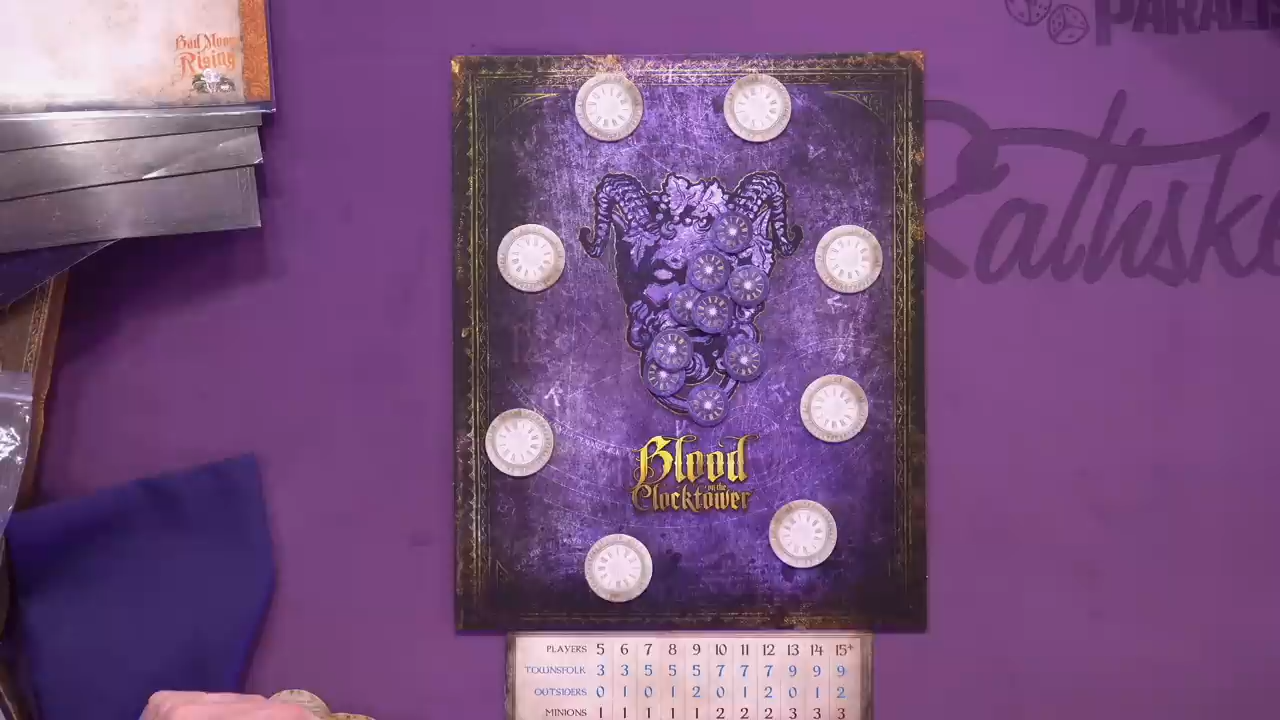 Bad Moon
Rising
PARALI
Rathske
Blood
on the
Clocktower
PLAYERS 5 6 7 8 9 10 11 12 13 14 15+
TOWNSFOLK 3 3 5 5 5 7 7 7 9 9 9
OUTSIDERS 0 1 0 1 2 0 1 2 0 1 2
MINIONS 1 1 1 1 1 2 2 2 3 3 3